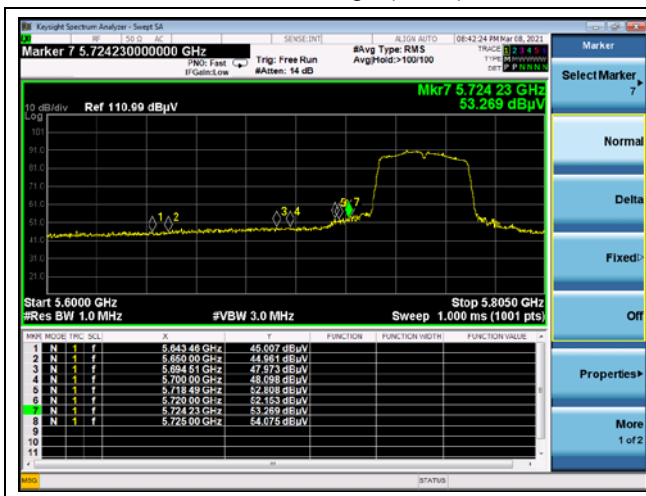 Keysight Spectrum Analyzer - Swept SA
RF 50 Ω AC SENSE:INT ALIGN AUTO 08:42:24 PM Mar 08, 2021
Marker 7 5.724230000000 GHz
PNO: Fast
IFGain:Low
Trig: Free Run
#Atten: 14 dB
#Avg Type: RMS
Avg|Hold:>100/100
TRACE 1 2 3 4 5 6
TYPE
DET P P N N N N
Mkr7 5.724 23 GHz
53.269 dBµV
10 dB/div Ref 110.99 dBµV
Log
101
91.0
81.0
71.0
61.0
51.0
41.0
31.0
21.0
1 2 3 4 5 7
Start 5.6000 GHz Stop 5.8050 GHz
#Res BW 1.0 MHz #VBW 3.0 MHz Sweep 1.000 ms (1001 pts)
MKR MODE TRC SCL X Y FUNCTION FUNCTION WIDTH FUNCTION VALUE
1 N 1 f 5.643 46 GHz 45.007 dBµV
2 N 1 f 5.650 00 GHz 44.961 dBµV
3 N 1 f 5.694 51 GHz 47.973 dBµV
4 N 1 f 5.700 00 GHz 48.098 dBµV
5 N 1 f 5.718 49 GHz 52.808 dBµV
6 N 1 f 5.720 00 GHz 52.153 dBµV
7 N 1 f 5.724 23 GHz 53.269 dBµV
8 N 1 f 5.725 00 GHz 54.075 dBµV
9
10
11
MSG STATUS
Marker
Select Marker
7
Normal
Delta
Fixed
Off
Properties
More
1 of 2